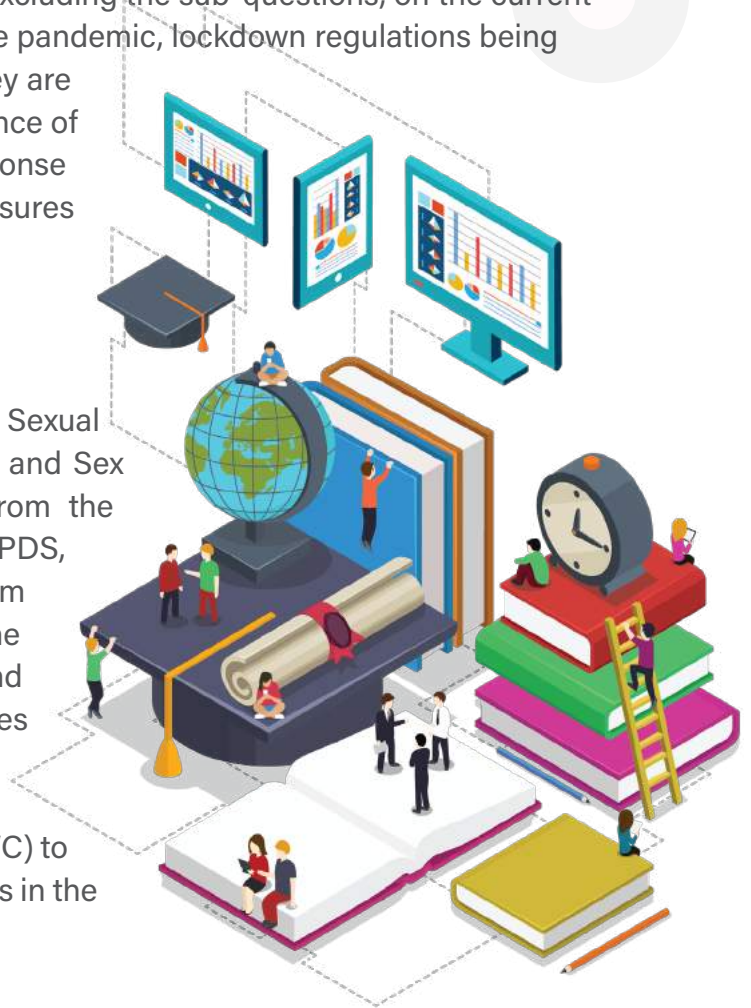 excluding the sub-questions, on the current
e pandemic, lockdown regulations being
ey are
nce of
onse
sures
Sexual
and Sex
rom the
PDS,
m
ne
nd
es
C) to
s in the